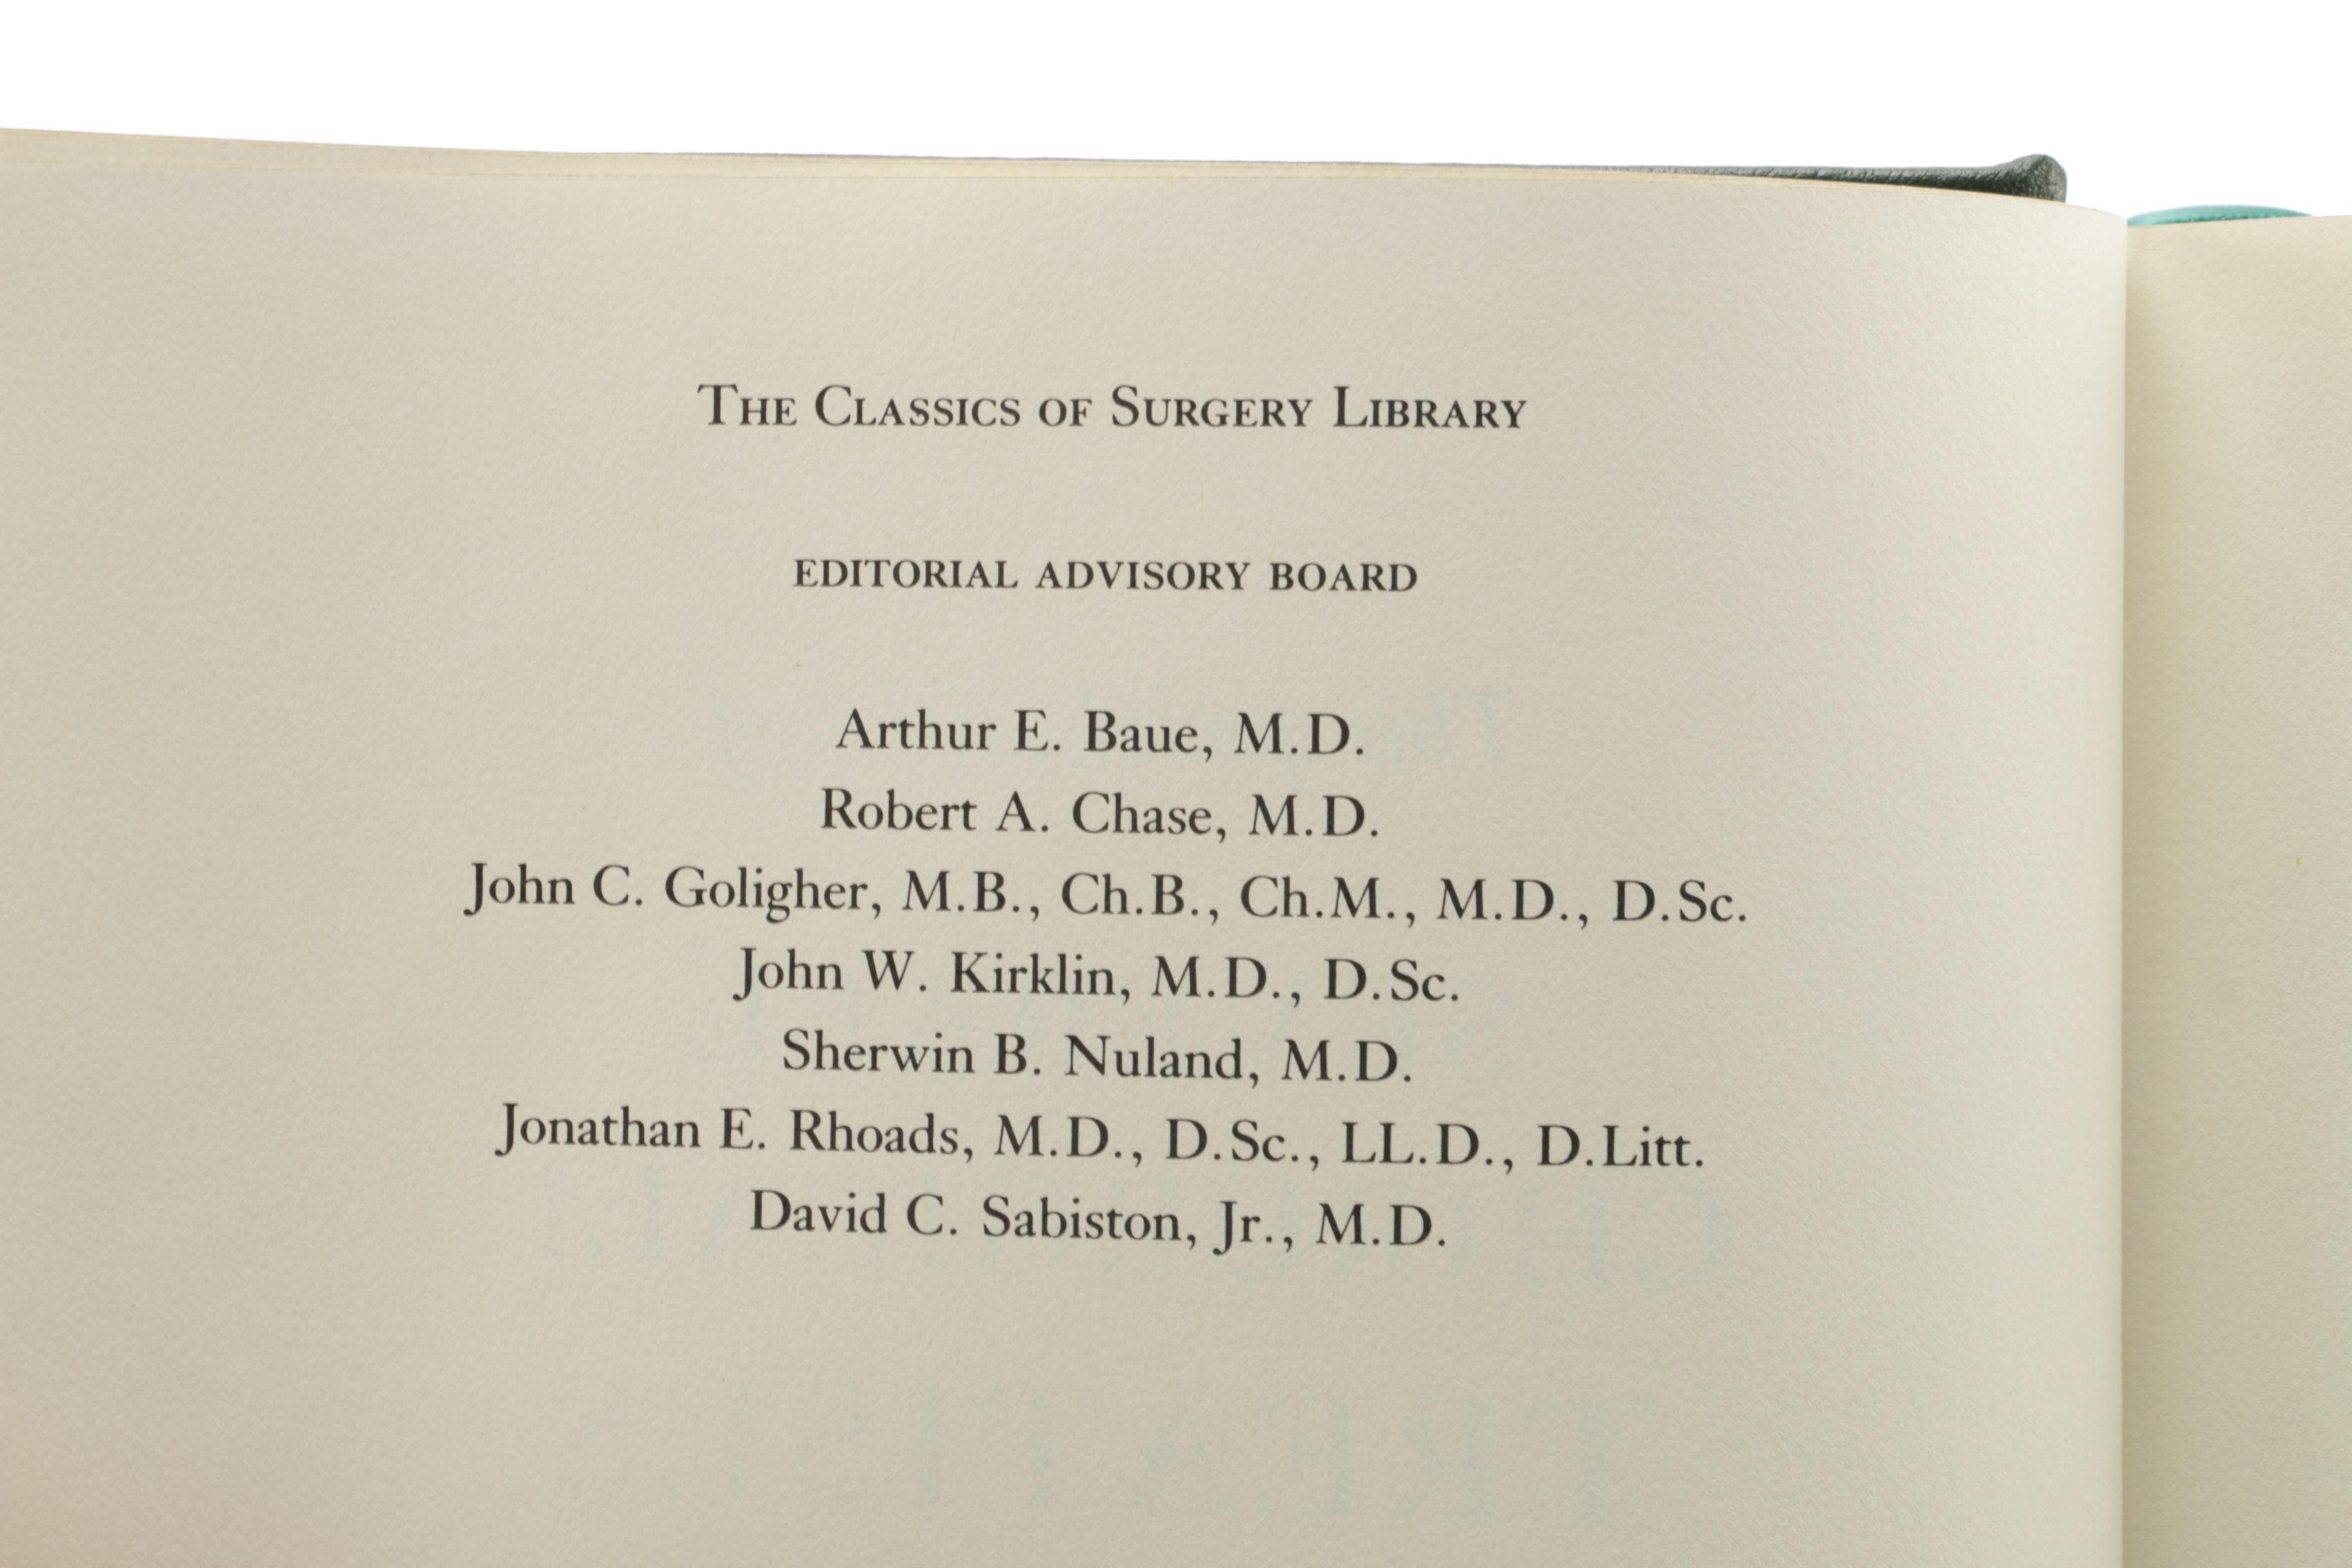 The Classics of Surgery Library
EDITORIAL ADVISORY BOARD
Arthur E. Baue, M.D.
Robert A. Chase, M.D.
John C. Goligher, M.B., Ch.B., Ch.M., M.D., D.Sc.
John W. Kirklin, M.D., D.Sc.
Sherwin B. Nuland, M.D.
Jonathan E. Rhoads, M.D., D.Sc., LL.D., D.Litt.
David C. Sabiston, Jr., M.D.